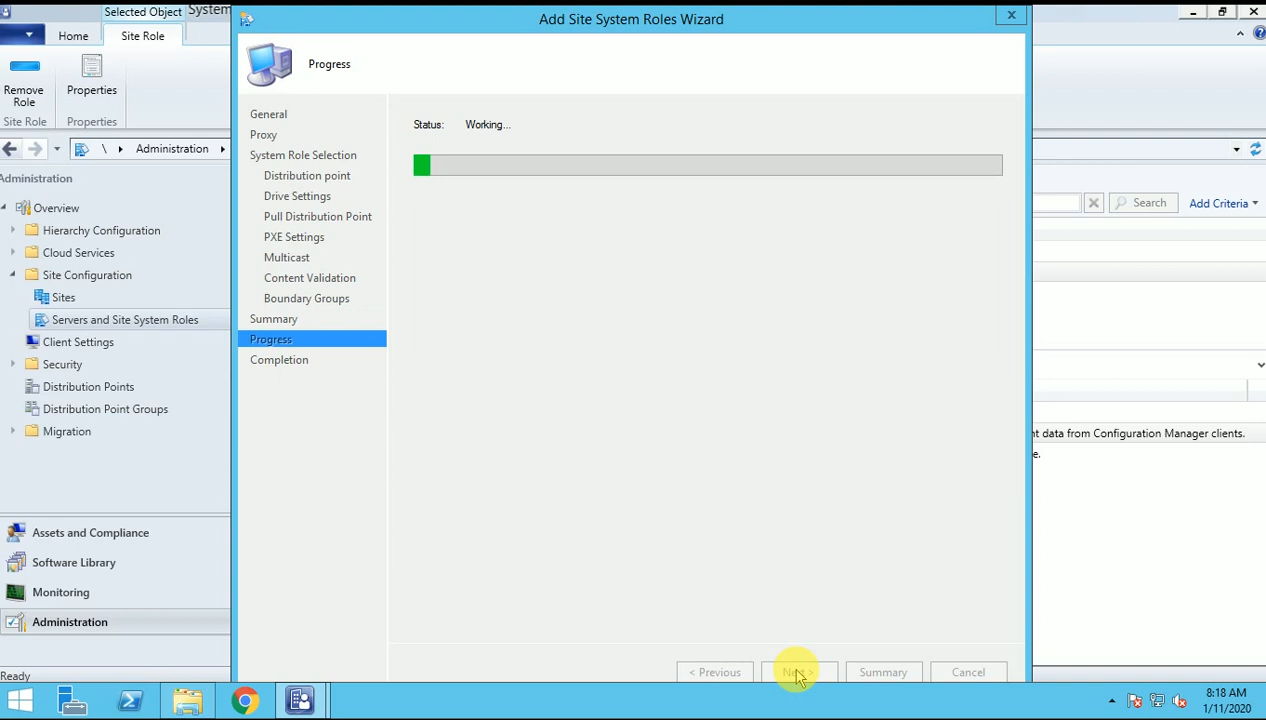 Selected Object
System
Add Site System Roles Wizard
Home
Site Role
Remove
Role
Properties
Site Role
Properties
Progress
\
Administration
Search
Add Criteria
Administration
Overview
Hierarchy Configuration
Cloud Services
Site Configuration
Sites
Servers and Site System Roles
Client Settings
Security
Distribution Points
Distribution Point Groups
Migration
General
Proxy
System Role Selection
Distribution point
Drive Settings
Pull Distribution Point
PXE Settings
Multicast
Content Validation
Boundary Groups
Summary
Progress
Completion
Status: Working...
nt data from Configuration Manager clients.
e.
Assets and Compliance
Software Library
Monitoring
Administration
Ready
< Previous
Next >
Summary
Cancel
8:18 AM
1/11/2020